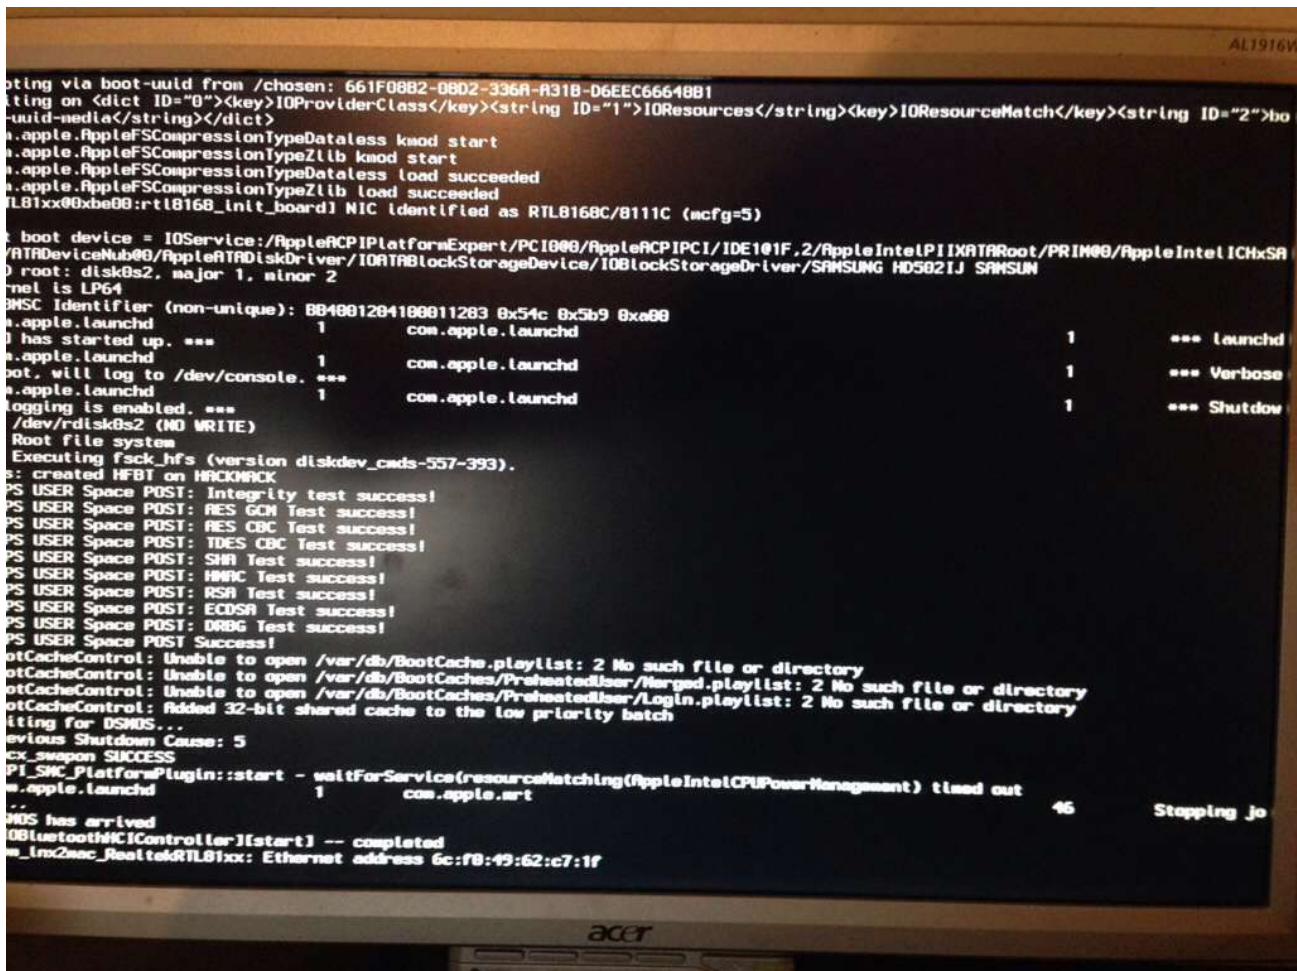 AL1916W
oting via boot-uuid from /chosen: 661F08B2-08D2-336A-A31B-D6EEC66648B1
iting on <dict ID="0"><key>IOProviderClass</key><string ID="1">IOResources</string><key>IOResourceMatch</key><string ID="2">bo
-uuid-media</string></dict>
m.apple.AppleFSCompressionTypeDataless kmod start
m.apple.AppleFSCompressionTypeZlib kmod start
m.apple.AppleFSCompressionTypeDataless load succeeded
m.apple.AppleFSCompressionTypeZlib load succeeded
TL81xx@0xbe00:rtl8168_init_board] NIC identified as RTL8168C/8111C (mcfg=5)
t boot device = IOService:/AppleACPIPlatformExpert/PCI0@0/AppleACPIPCI/IDE1@1F,2/AppleIntelPIIXATARoot/PRIM@0/AppleIntelICHxSA
/ATADeviceNub@0/AppleATADiskDriver/IOATABlockStorageDevice/IOBlockStorageDriver/SAMSUNG HD502IJ SAMSUN
D root: disk0s2, major 1, minor 2
rnel is LP64
BMSC Identifier (non-unique): BB4001204100011203 0x54c 0x5b9 0xa00
m.apple.launchd 1 com.apple.launchd 1 *** launchd
] has started up. ***
m.apple.launchd 1 com.apple.launchd 1 *** Verbose
oot, will log to /dev/console. ***
m.apple.launchd 1 com.apple.launchd 1 *** Shutdow
logging is enabled. ***
/dev/rdisk0s2 (NO WRITE)
Root file system
Executing fsck_hfs (version diskdev_cmds-557~393).
s: created HFBT on HACKMACK
PS USER Space POST: Integrity test success!
PS USER Space POST: AES GCM Test success!
PS USER Space POST: AES CBC Test success!
PS USER Space POST: TDES CBC Test success!
PS USER Space POST: SHA Test success!
PS USER Space POST: HMAC Test success!
PS USER Space POST: RSA Test success!
PS USER Space POST: ECDSA Test success!
PS USER Space POST: DRBG Test success!
PS USER Space POST Success!
otCacheControl: Unable to open /var/db/BootCache.playlist: 2 No such file or directory
otCacheControl: Unable to open /var/db/BootCaches/PreheatedUser/Merged.playlist: 2 No such file or directory
otCacheControl: Unable to open /var/db/BootCaches/PreheatedUser/Login.playlist: 2 No such file or directory
otCacheControl: Added 32-bit shared cache to the low priority batch
iting for DSMOS...
evious Shutdown Cause: 5
cx_swapon SUCCESS
PI_SMC_PlatformPlugin::start - waitForService(resourceMatching(AppleIntelCPUPowerManagement) timed out
m.apple.launchd 1 com.apple.mrt 46 Stopping jo
...
SMOS has arrived
IOBluetoothHCIController][start] -- completed
om_lnx2mac_RealtekRTL81xx: Ethernet address 6c:f0:49:62:c7:1f
acer